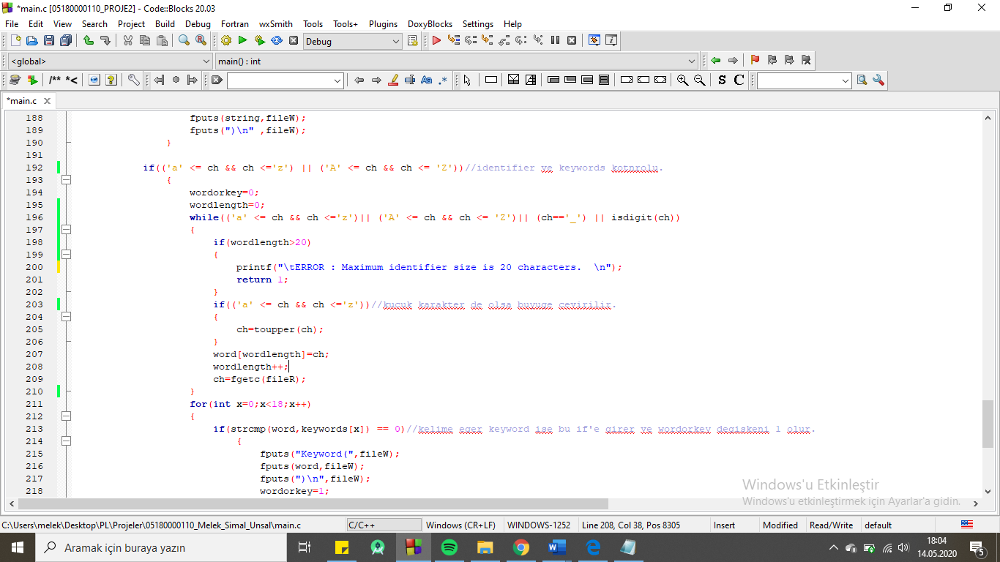 *main.c [05180000110_PROJE2] - Code::Blocks 20.03
File Edit View Search Project Build Debug Fortran wxSmith Tools Tools+ Plugins DoxyBlocks Settings Help
Debug
<global> main() : int
/** *< Aa .* S C
*main.c
188 fputs(string,fileW);
189 fputs(")\n" ,fileW);
190 }
191
192 if(('a' <= ch && ch <='z') || ('A' <= ch && ch <= 'Z'))//identifier ve keywords kotnrolu.
193 {
194 wordorkey=0;
195 wordlength=0;
196 while(('a' <= ch && ch <='z')|| ('A' <= ch && ch <= 'Z')|| (ch=='_') || isdigit(ch))
197 {
198 if(wordlength>20)
199 {
200 printf("\tERROR : Maximum identifier size is 20 characters.  \n");
201 return 1;
202 }
203 if(('a' <= ch && ch <='z'))//kucuk karakter de olsa buyuge cevirilir.
204 {
205 ch=toupper(ch);
206 }
207 word[wordlength]=ch;
208 wordlength++;
209 ch=fgetc(fileR);
210 }
211 for(int x=0;x<18;x++)
212 {
213 if(strcmp(word,keywords[x]) == 0)//kelime eger keyword ise bu if'e girer ve wordorkey degiskeni 1 olur.
214 {
215 fputs("Keyword(",fileW);
216 fputs(word,fileW);
217 fputs(")\n",fileW);
218 wordorkey=1;
Windows'u Etkinleştir
Windows'u etkinleştirmek için Ayarlar'a gidin.
C:\Users\melek\Desktop\PL\Projeler\05180000110_Melek_Simal_Unsal\main.c C/C++ Windows (CR+LF) WINDOWS-1252 Line 208, Col 38, Pos 8305 Insert Modified Read/Write default
Aramak için buraya yazın
18:04
14.05.2020
5